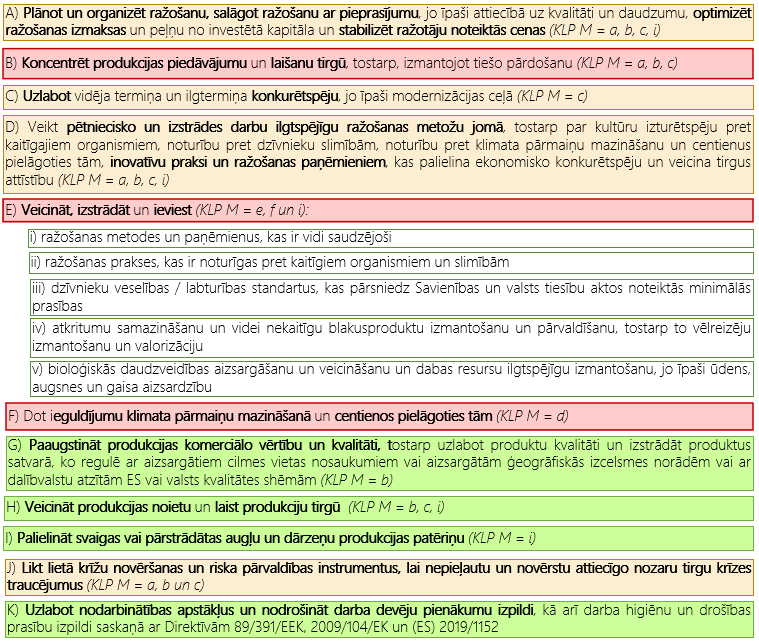 A) Plānot un organizēt ražošanu, salāgot ražošanu ar pieprasījumu, jo īpaši attiecībā uz kvalitāti un daudzumu, optimizēt
ražošanas izmaksas un peļņu no investētā kapitāla un stabilizēt ražotāju noteiktās cenas (KLP M = a, b, c, i)
B) Koncentrēt produkcijas piedāvājumu un laišanu tirgū, tostarp, izmantojot tiešo pārdošanu (KLP M = a, b, c)
C) Uzlabot vidēja termiņa un ilgtermiņa konkurētspēju, jo īpaši modernizācijas ceļā (KLP M = c)
D) Veikt pētniecisko un izstrādes darbu ilgtspējīgu ražošanas metožu jomā, tostarp par kultūru izturētspēju pret
kaitīgajiem organismiem, noturību pret dzīvnieku slimībām, noturību pret klimata pārmaiņu mazināšanu un centienus
pielāgoties tām, inovatīvu praksi un ražošanas paņēmieniem, kas palielina ekonomisko konkurētspēju un veicina tirgus
attīstību (KLP M = a, b, c, i)
E) Veicināt, izstrādāt un ieviest (KLP M = e, f un i):
i) ražošanas metodes un paņēmienus, kas ir vidi saudzējoši
ii) ražošanas prakses, kas ir noturīgas pret kaitīgiem organismiem un slimībām
iii) dzīvnieku veselības / labturības standartus, kas pārsniedz Savienības un valsts tiesību aktos noteiktās minimālās
prasības
iv) atkritumu samazināšanu un videi nekaitīgu blakusproduktu izmantošanu un pārvaldīšanu, tostarp to vēlreizēju
izmantošanu un valorizāciju
v) bioloģiskās daudzveidības aizsargāšanu un veicināšanu un dabas resursu ilgtspējīgu izmantošanu, jo īpaši ūdens,
augsnes un gaisa aizsardzību
F) Dot ieguldījumu klimata pārmaiņu mazināšanā un centienos pielāgoties tām (KLP M = d)
G) Paaugstināt produkcijas komerciālo vērtību un kvalitāti, tostarp uzlabot produktu kvalitāti un izstrādāt produktus
satvarā, ko regulē ar aizsargātiem cilmes vietas nosaukumiem vai aizsargātām ģeogrāfiskās izcelsmes norādēm vai ar
dalībvalstu atzītām ES vai valsts kvalitātes shēmām (KLP M = b)
H) Veicināt produkcijas noietu un laist produkciju tirgū (KLP M = b, c, i)
I) Palielināt svaigas vai pārstrādātas augļu un dārzeņu produkcijas patēriņu (KLP M = i)
J) Likt lietā krīžu novēršanas un riska pārvaldības instrumentus, lai nepieļautu un novērstu attiecīgo nozaru tirgu krīzes
traucējumus (KLP M = a, b un c)
K) Uzlabot nodarbinātības apstākļus un nodrošināt darba devēju pienākumu izpildi, kā arī darba higiēnu un drošības
prasību izpildi saskaņā ar Direktīvām 89/391/EEK, 2009/104/EK un (ES) 2019/1152